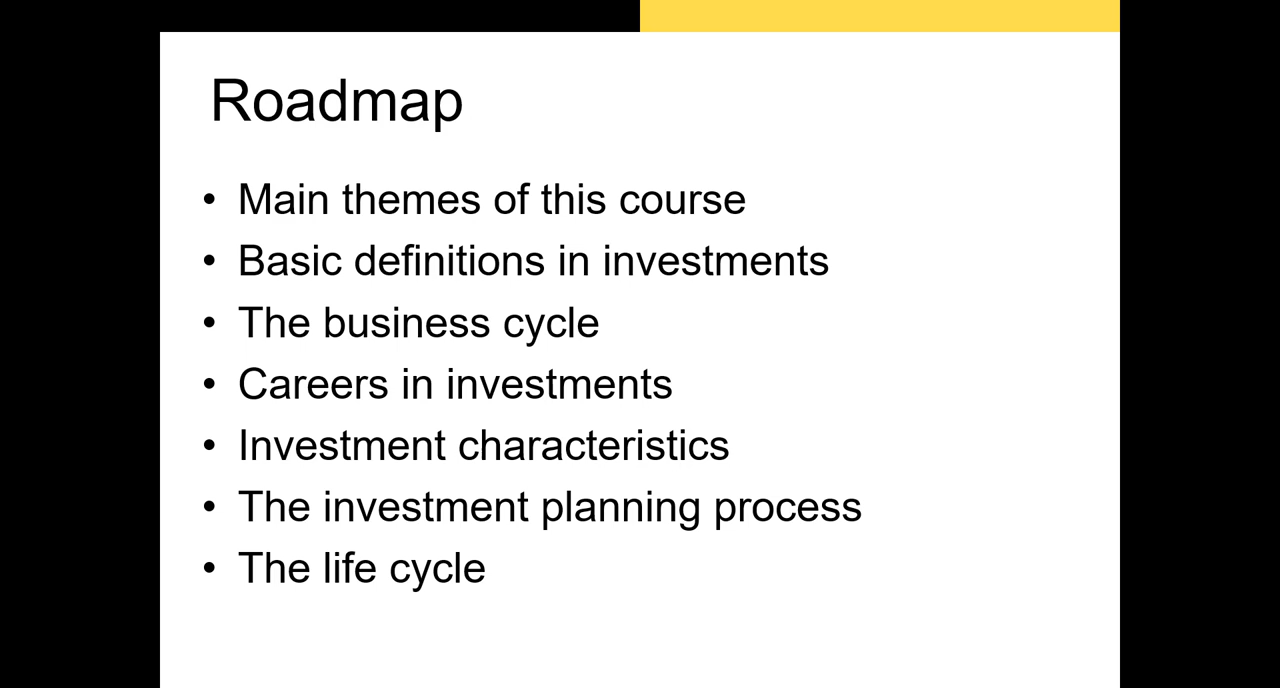 Roadmap
• Main themes of this course
• Basic definitions in investments
• The business cycle
• Careers in investments
• Investment characteristics
• The investment planning process
• The life cycle